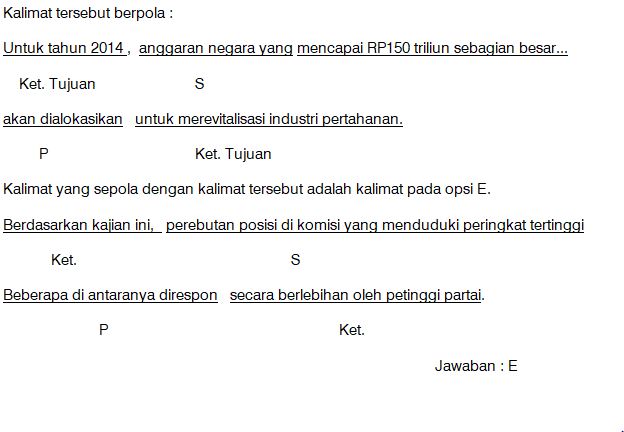 Kalimat tersebut berpola :
Untuk tahun 2014 , anggaran negara yang mencapai RP150 triliun sebagian besar...
Ket. Tujuan S
akan dialokasikan untuk merevitalisasi industri pertahanan.
P Ket. Tujuan
Kalimat yang sepola dengan kalimat tersebut adalah kalimat pada opsi E.
Berdasarkan kajian ini, perebutan posisi di komisi yang menduduki peringkat tertinggi
Ket. S
Beberapa di antaranya direspon secara berlebihan oleh petinggi partai.
P Ket.
Jawaban : E
.